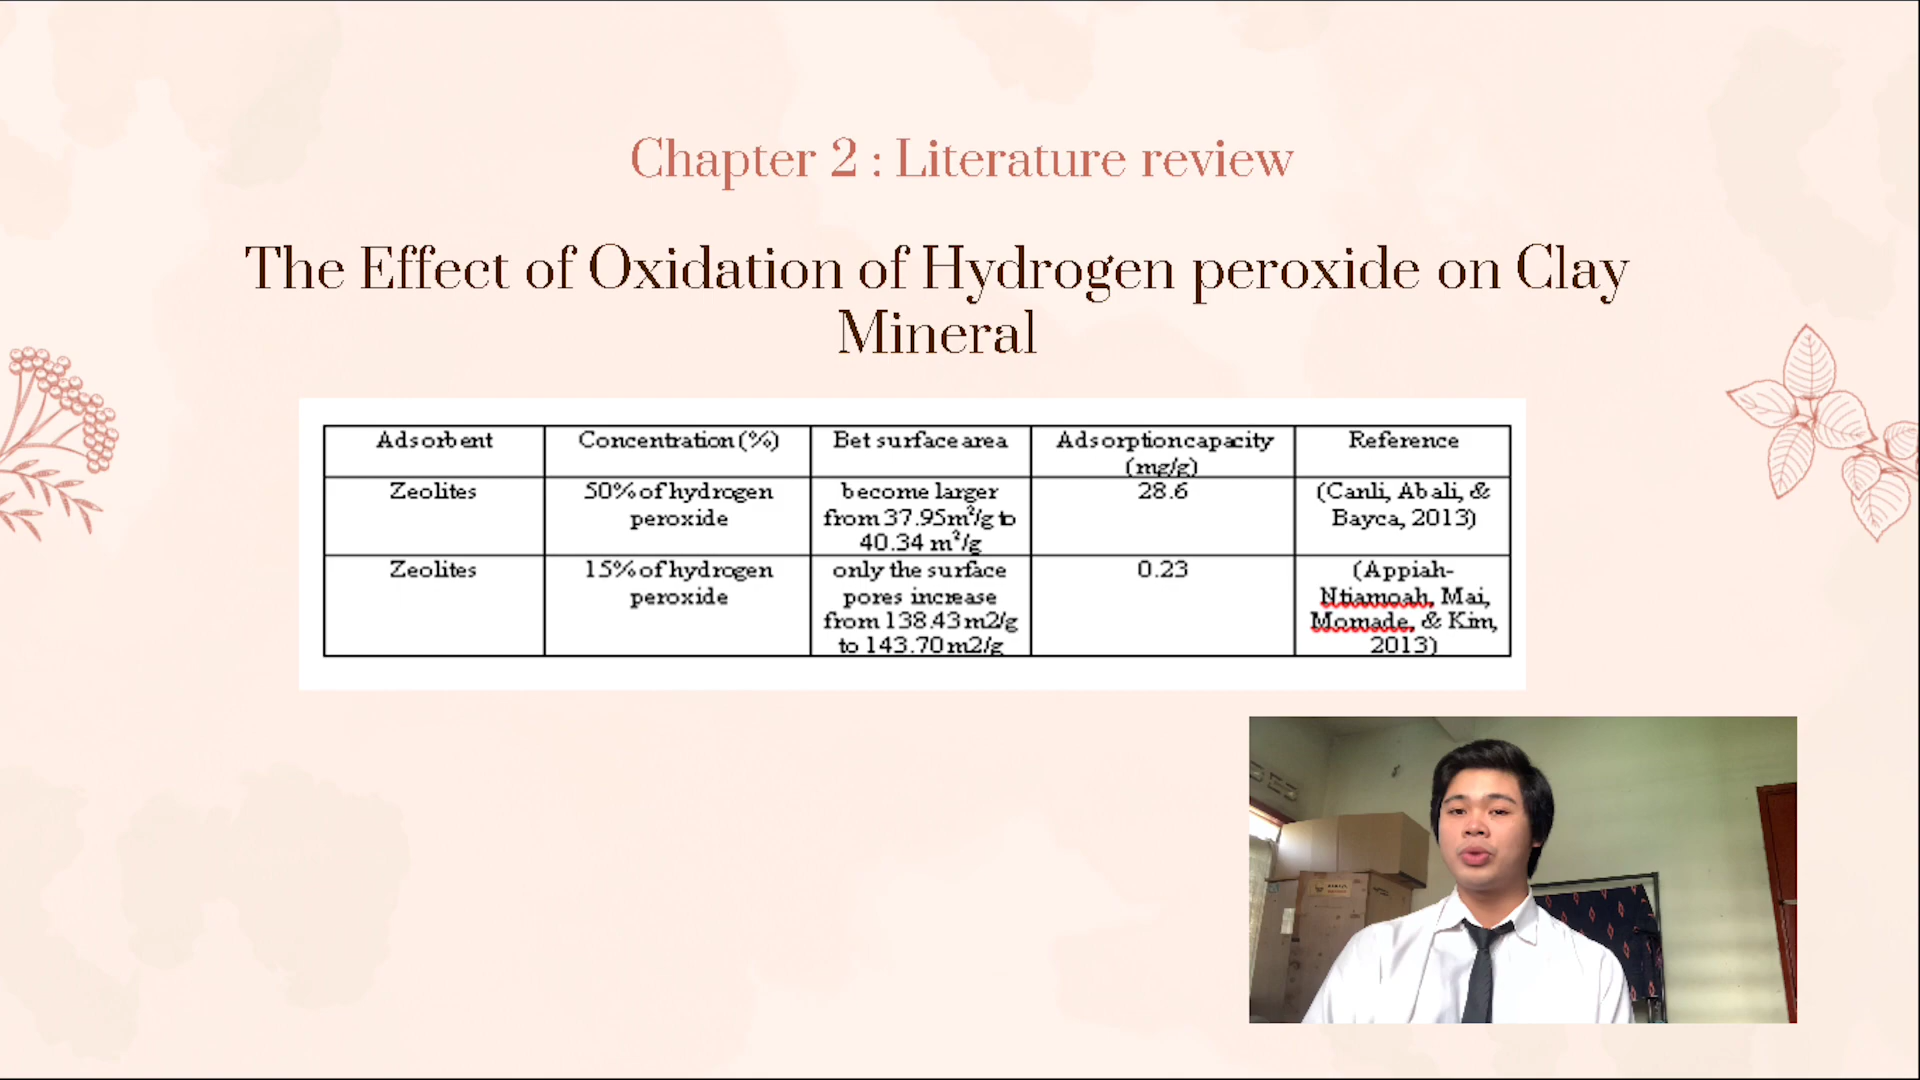 Chapter 2 : Literature review
The Effect of Oxidation of Hydrogen peroxide on Clay
Mineral
Adsorbent
Concentration (%)
Bet surface area
Adsorption capacity
(mg/g)
Reference
Zeolites
50% of hydrogen
peroxide
become larger
from 37.95m²/g to
40.34 m²/g
28.6
(Canli, Abali, &
Bayca, 2013)
Zeolites
15% of hydrogen
peroxide
only the surface
pores increase
from 138.43 m2/g
to 143.70 m2/g
0.23
(Appiah-
Ntiamoah, Mai,
Momade, & Kim,
2013)